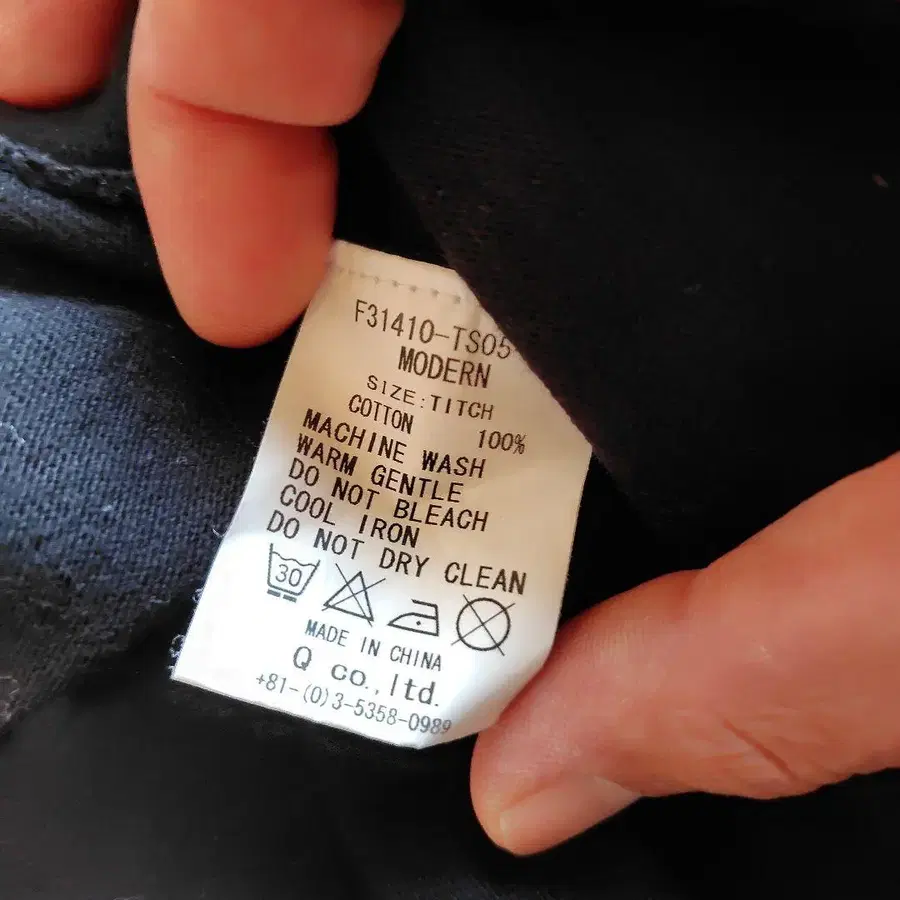 F31410-TS05
MODERN
SIZE:TITCH
COTTON 100%
MACHINE WASH
WARM GENTLE
DO NOT BLEACH
COOL IRON
DO NOT DRY CLEAN
30
MADE IN CHINA
Q co.,ltd.
+81-(0)3-5358-0989